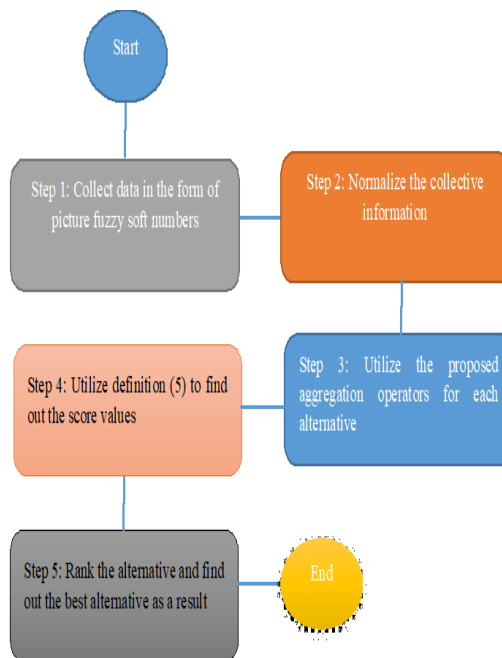 Start
Step 1: Collect data in the form of
picture fuzzy soft numbers
Step 2: Normalize the collective
information
Step 3: Utilize the proposed
aggregation operators for each
alternative
Step 4: Utilize definition (5) to find
out the score values
Step 5: Rank the alternative and find
out the best alternative as a result
End